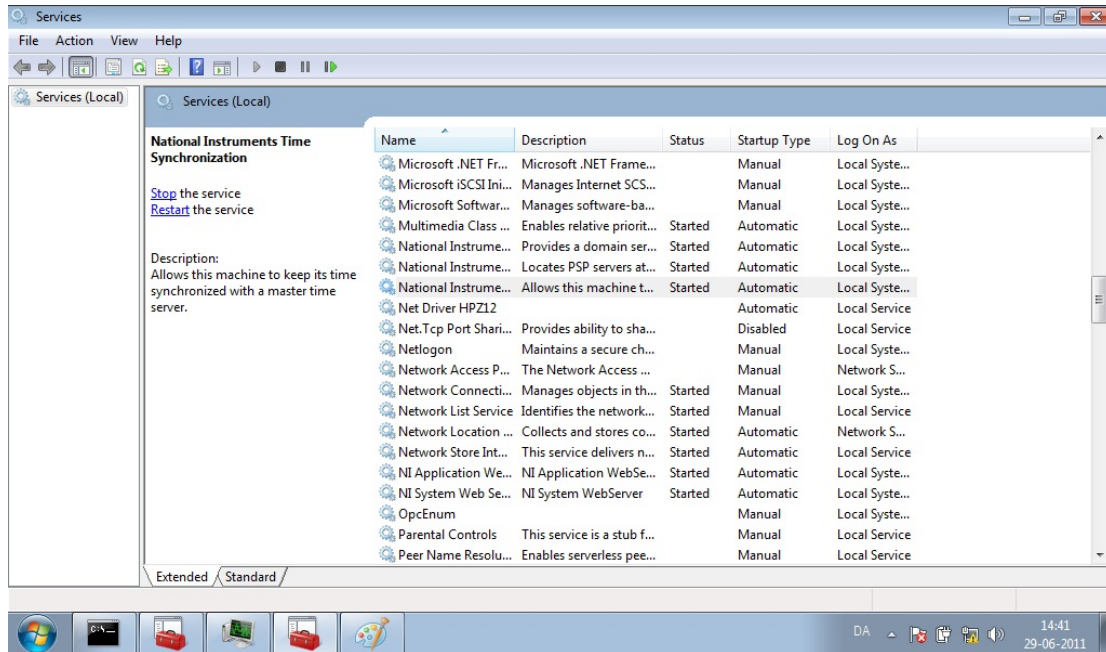 Services
File Action View Help
Services (Local)
Services (Local)
National Instruments Time
Synchronization
Stop the service
Restart the service
Description:
Allows this machine to keep its time
synchronized with a master time
server.
Name Description Status Startup Type Log On As
Microsoft .NET Fr... Microsoft .NET Frame... Manual Local Syste...
Microsoft iSCSI Ini... Manages Internet SCS... Manual Local Syste...
Microsoft Softwar... Manages software-ba... Manual Local Syste...
Multimedia Class ... Enables relative priorit... Started Automatic Local Syste...
National Instrume... Provides a domain ser... Started Automatic Local Syste...
National Instrume... Locates PSP servers at... Started Automatic Local Syste...
National Instrume... Allows this machine t... Started Automatic Local Syste...
Net Driver HPZ12 Automatic Local Service
Net.Tcp Port Shari... Provides ability to sha... Disabled Local Service
Netlogon Maintains a secure ch... Manual Local Syste...
Network Access P... The Network Access ... Manual Network S...
Network Connecti... Manages objects in th... Started Manual Local Syste...
Network List Service Identifies the network... Started Manual Local Service
Network Location ... Collects and stores co... Started Automatic Network S...
Network Store Int... This service delivers n... Started Automatic Local Service
NI Application We... NI Application WebSe... Started Automatic Local Syste...
NI System Web Se... NI System WebServer Started Automatic Local Syste...
OpcEnum Manual Local Syste...
Parental Controls This service is a stub f... Manual Local Service
Peer Name Resolu... Enables serverless pee... Manual Local Service
Extended Standard
C:\_
DA
14:41
29-06-2011